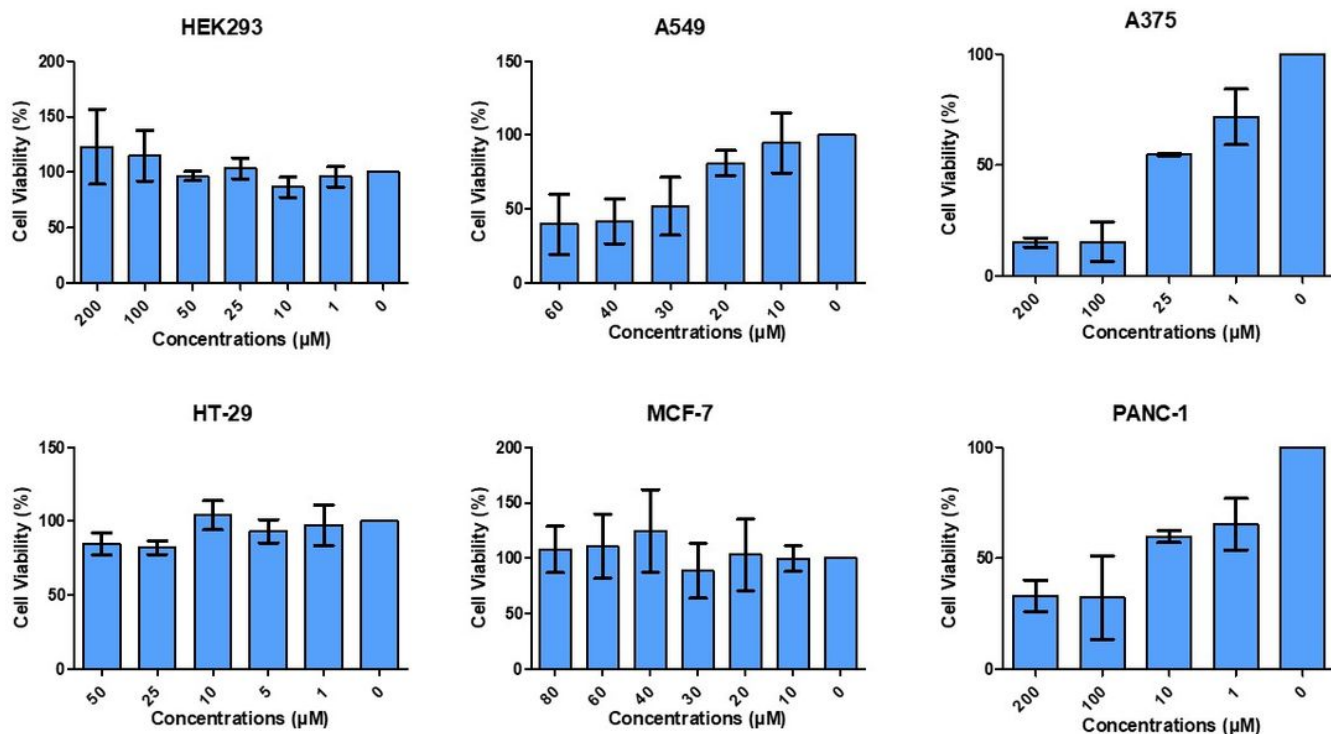 HEK293
Cell Viability (%)
200
150
100
50
0
200 100 50 25 10 1 0
Concentrations (µM)
A549
Cell Viability (%)
150
100
50
0
60 40 30 20 10 0
Concentrations (µM)
A375
Cell Viability (%)
100
50
0
200 100 25 1 0
Concentrations (µM)
HT-29
Cell Viability (%)
150
100
50
0
50 25 10 5 1 0
Concentrations (µM)
MCF-7
Cell Viability (%)
200
150
100
50
0
80 60 40 30 20 10 0
Concentrations (µM)
PANC-1
Cell Viability (%)
100
50
0
200 100 10 1 0
Concentrations (µM)